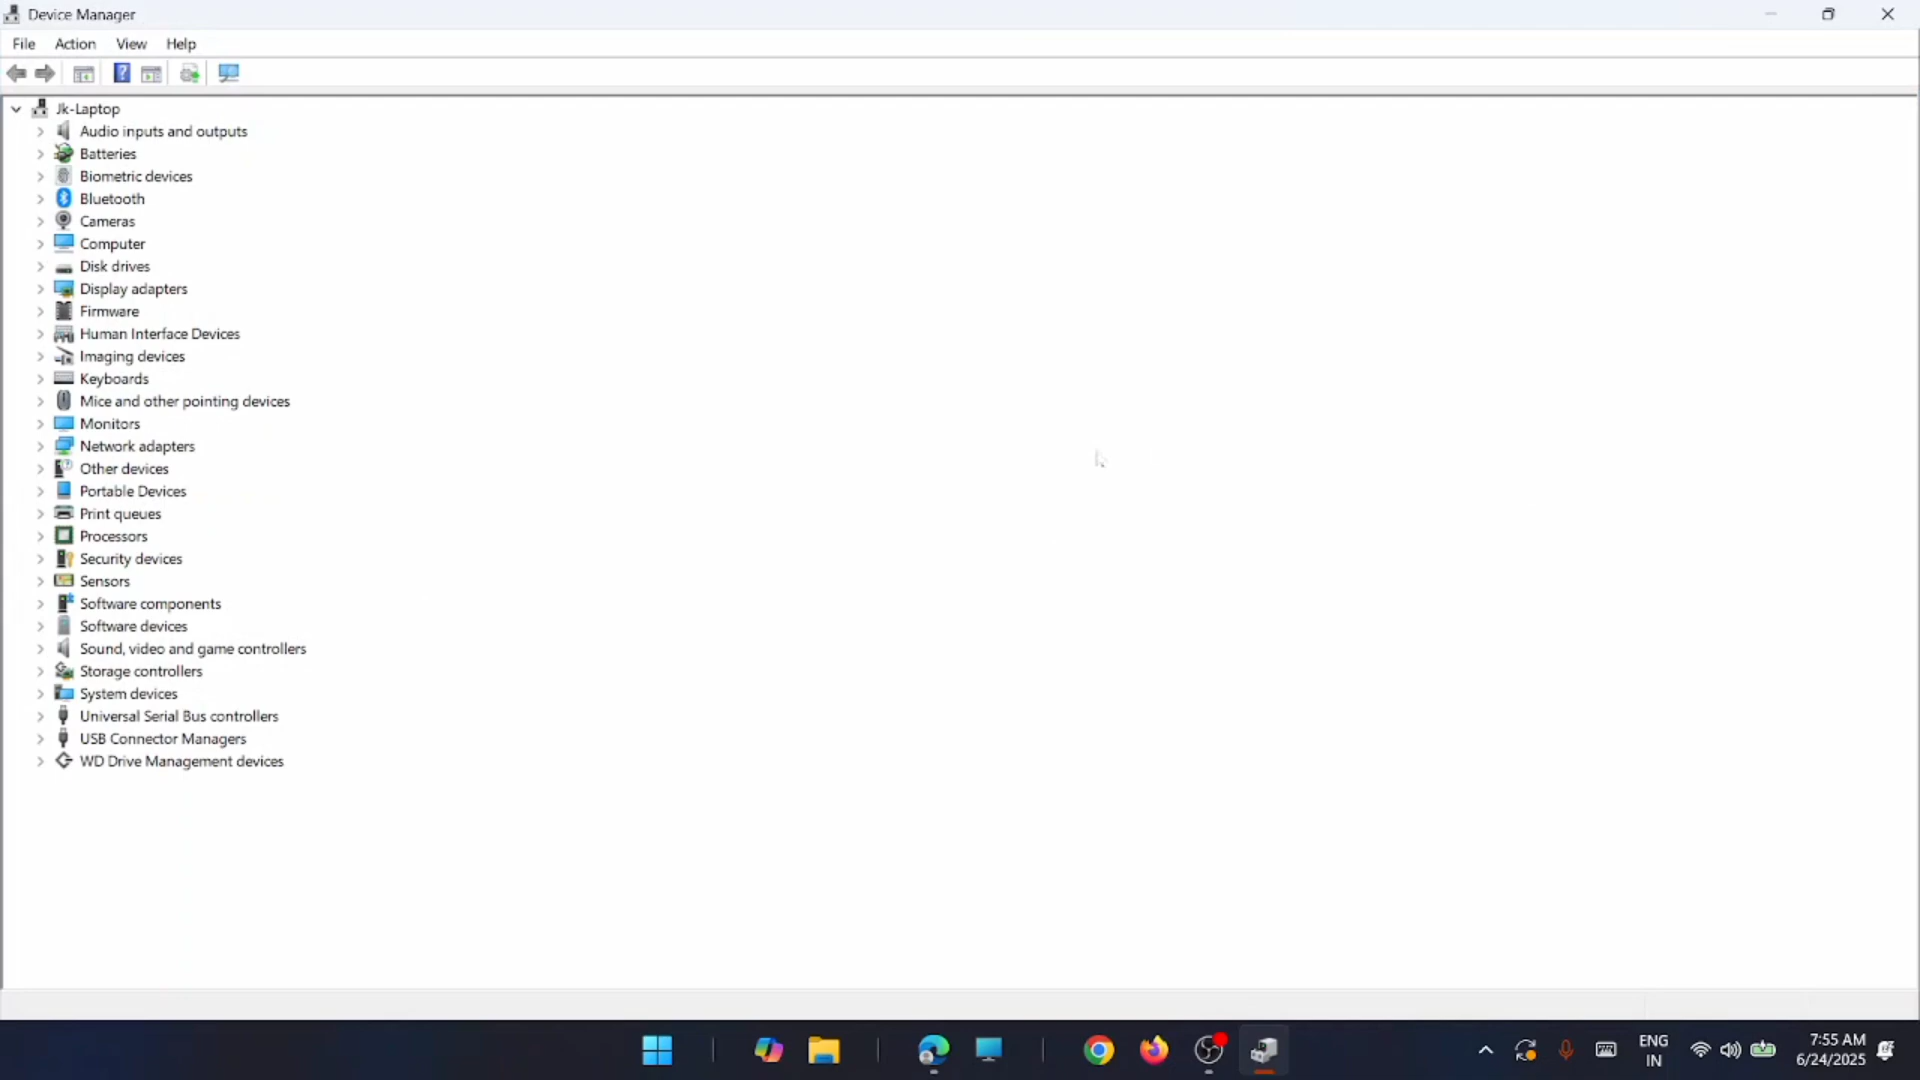 Device Manager
File Action View Help
Jk-Laptop
Audio inputs and outputs
Batteries
Biometric devices
Bluetooth
Cameras
Computer
Disk drives
Display adapters
Firmware
Human Interface Devices
Imaging devices
Keyboards
Mice and other pointing devices
Monitors
Network adapters
Other devices
Portable Devices
Print queues
Processors
Security devices
Sensors
Software components
Software devices
Sound, video and game controllers
Storage controllers
System devices
Universal Serial Bus controllers
USB Connector Managers
WD Drive Management devices
ENG 7:55 AM
IN 6/24/2025